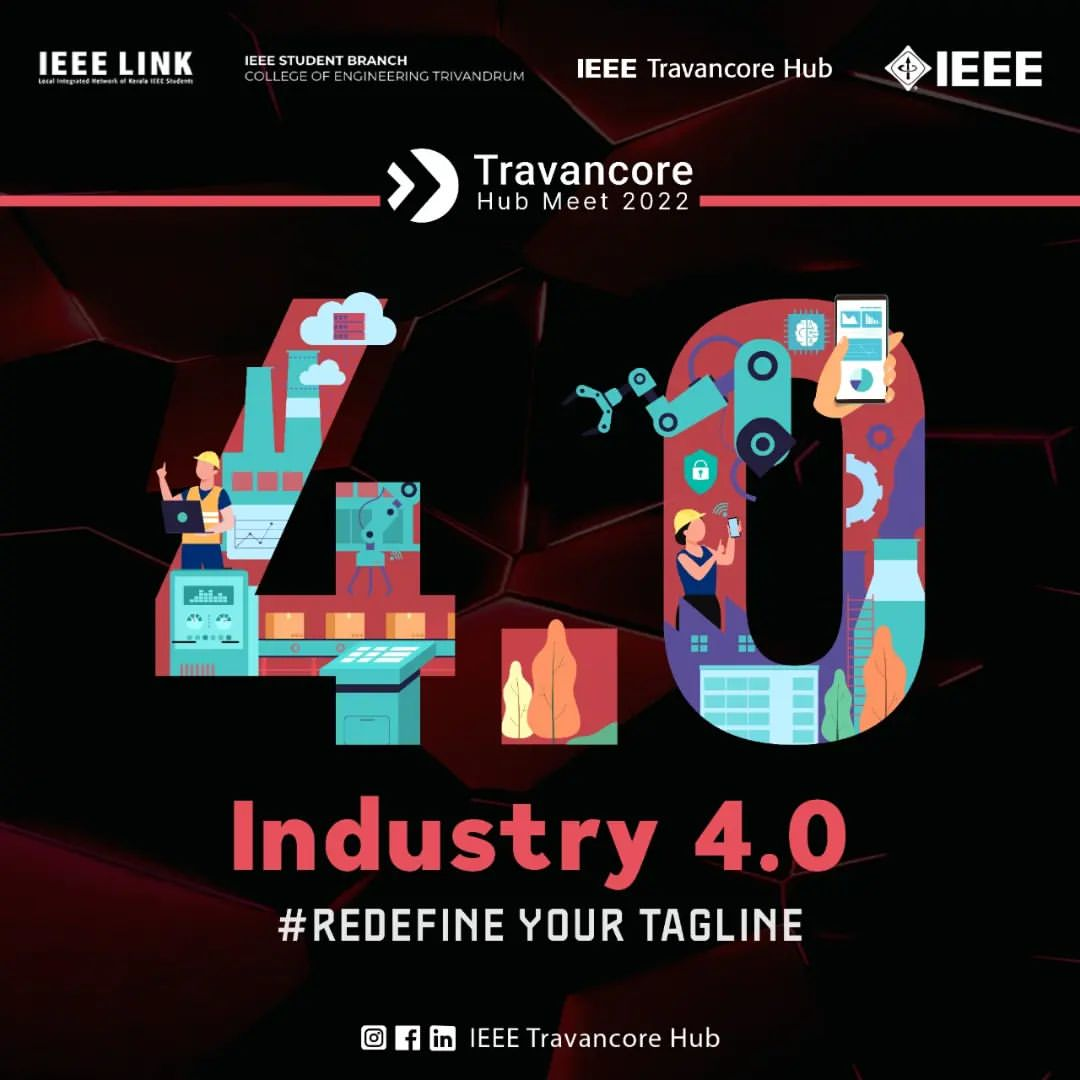 IEEE LINK
Local Integrated Network of Kerala IEEE Students
IEEE STUDENT BRANCH
COLLEGE OF ENGINEERING TRIVANDRUM
IEEE Travancore Hub
IEEE
Travancore
Hub Meet 2022
4.0
Industry 4.0
#REDEFINE YOUR TAGLINE
IEEE Travancore Hub